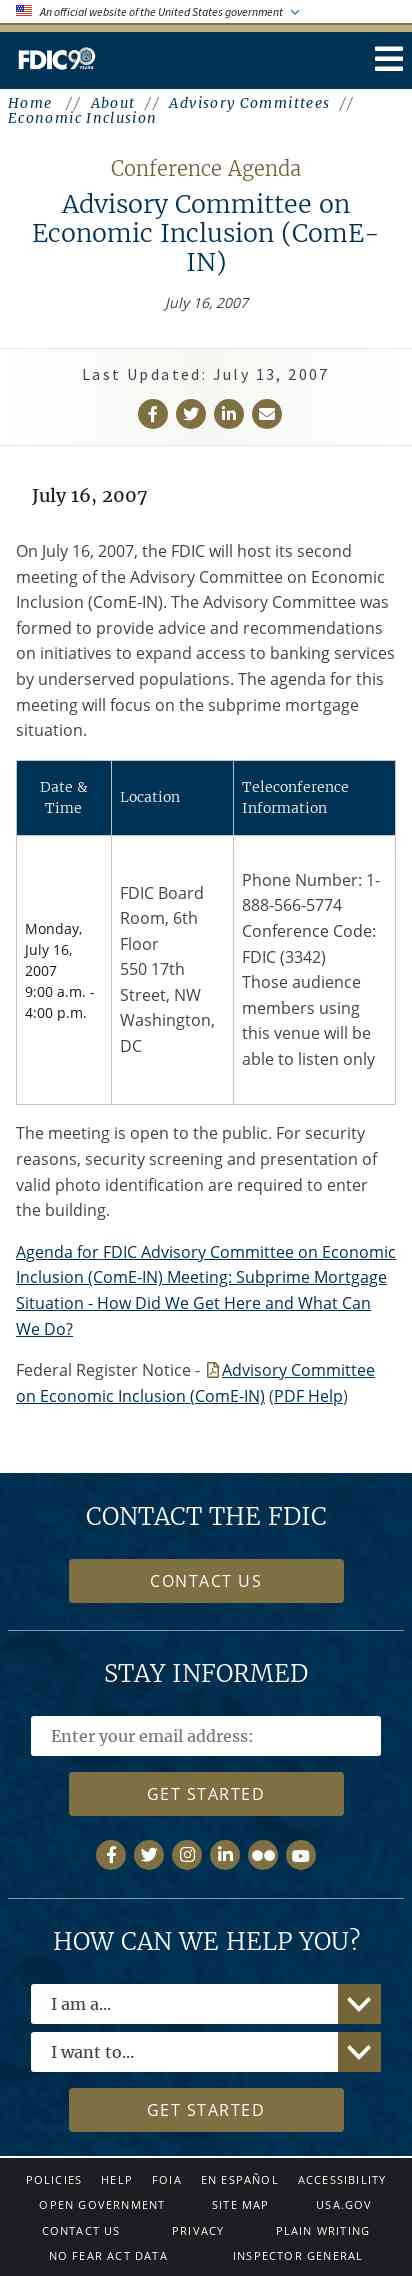 An official website of the United States government
FDIC 90 YEARS
Home // About // Advisory Committees //
Economic Inclusion
Conference Agenda
Advisory Committee on
Economic Inclusion (ComE-
IN)
July 16, 2007
Last Updated: July 13, 2007
July 16, 2007
On July 16, 2007, the FDIC will host its second
meeting of the Advisory Committee on Economic
Inclusion (ComE-IN). The Advisory Committee was
formed to provide advice and recommendations
on initiatives to expand access to banking services
by underserved populations. The agenda for this
meeting will focus on the subprime mortgage
situation.
Date &
Time
Location
Teleconference
Information
Monday,
July 16,
2007
9:00 a.m. -
4:00 p.m.
FDIC Board
Room, 6th
Floor
550 17th
Street, NW
Washington,
DC
Phone Number: 1-
888-566-5774
Conference Code:
FDIC (3342)
Those audience
members using
this venue will be
able to listen only
The meeting is open to the public. For security
reasons, security screening and presentation of
valid photo identification are required to enter
the building.
Agenda for FDIC Advisory Committee on Economic
Inclusion (ComE-IN) Meeting: Subprime Mortgage
Situation - How Did We Get Here and What Can
We Do?
Federal Register Notice - Advisory Committee
on Economic Inclusion (ComE-IN) (PDF Help)
CONTACT THE FDIC
CONTACT US
STAY INFORMED
Enter your email address:
GET STARTED
HOW CAN WE HELP YOU?
I am a...
I want to...
GET STARTED
POLICIES HELP FOIA EN ESPAÑOL ACCESSIBILITY
OPEN GOVERNMENT SITE MAP USA.GOV
CONTACT US PRIVACY PLAIN WRITING
NO FEAR ACT DATA INSPECTOR GENERAL